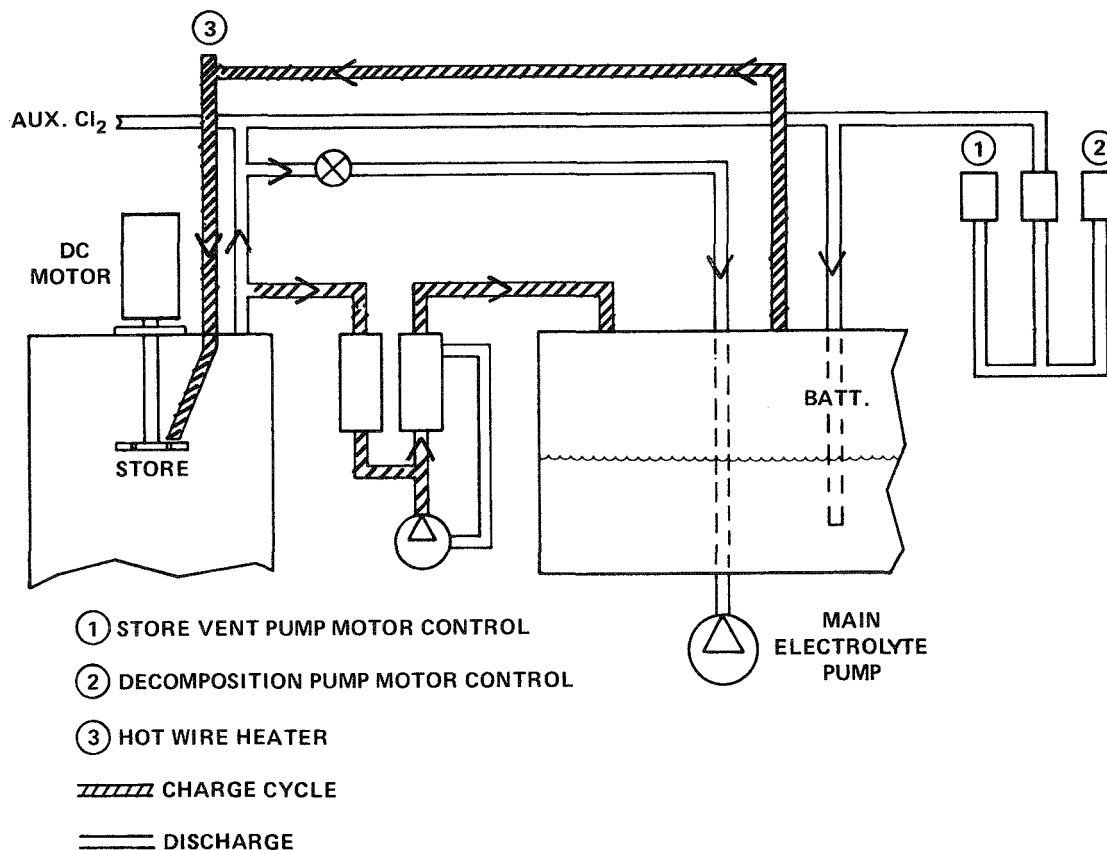 ③
AUX. Cl₂
① ②
DC
MOTOR
BATT.
STORE
① STORE VENT PUMP MOTOR CONTROL
② DECOMPOSITION PUMP MOTOR CONTROL
③ HOT WIRE HEATER
CHARGE CYCLE
DISCHARGE
MAIN
ELECTROLYTE
PUMP